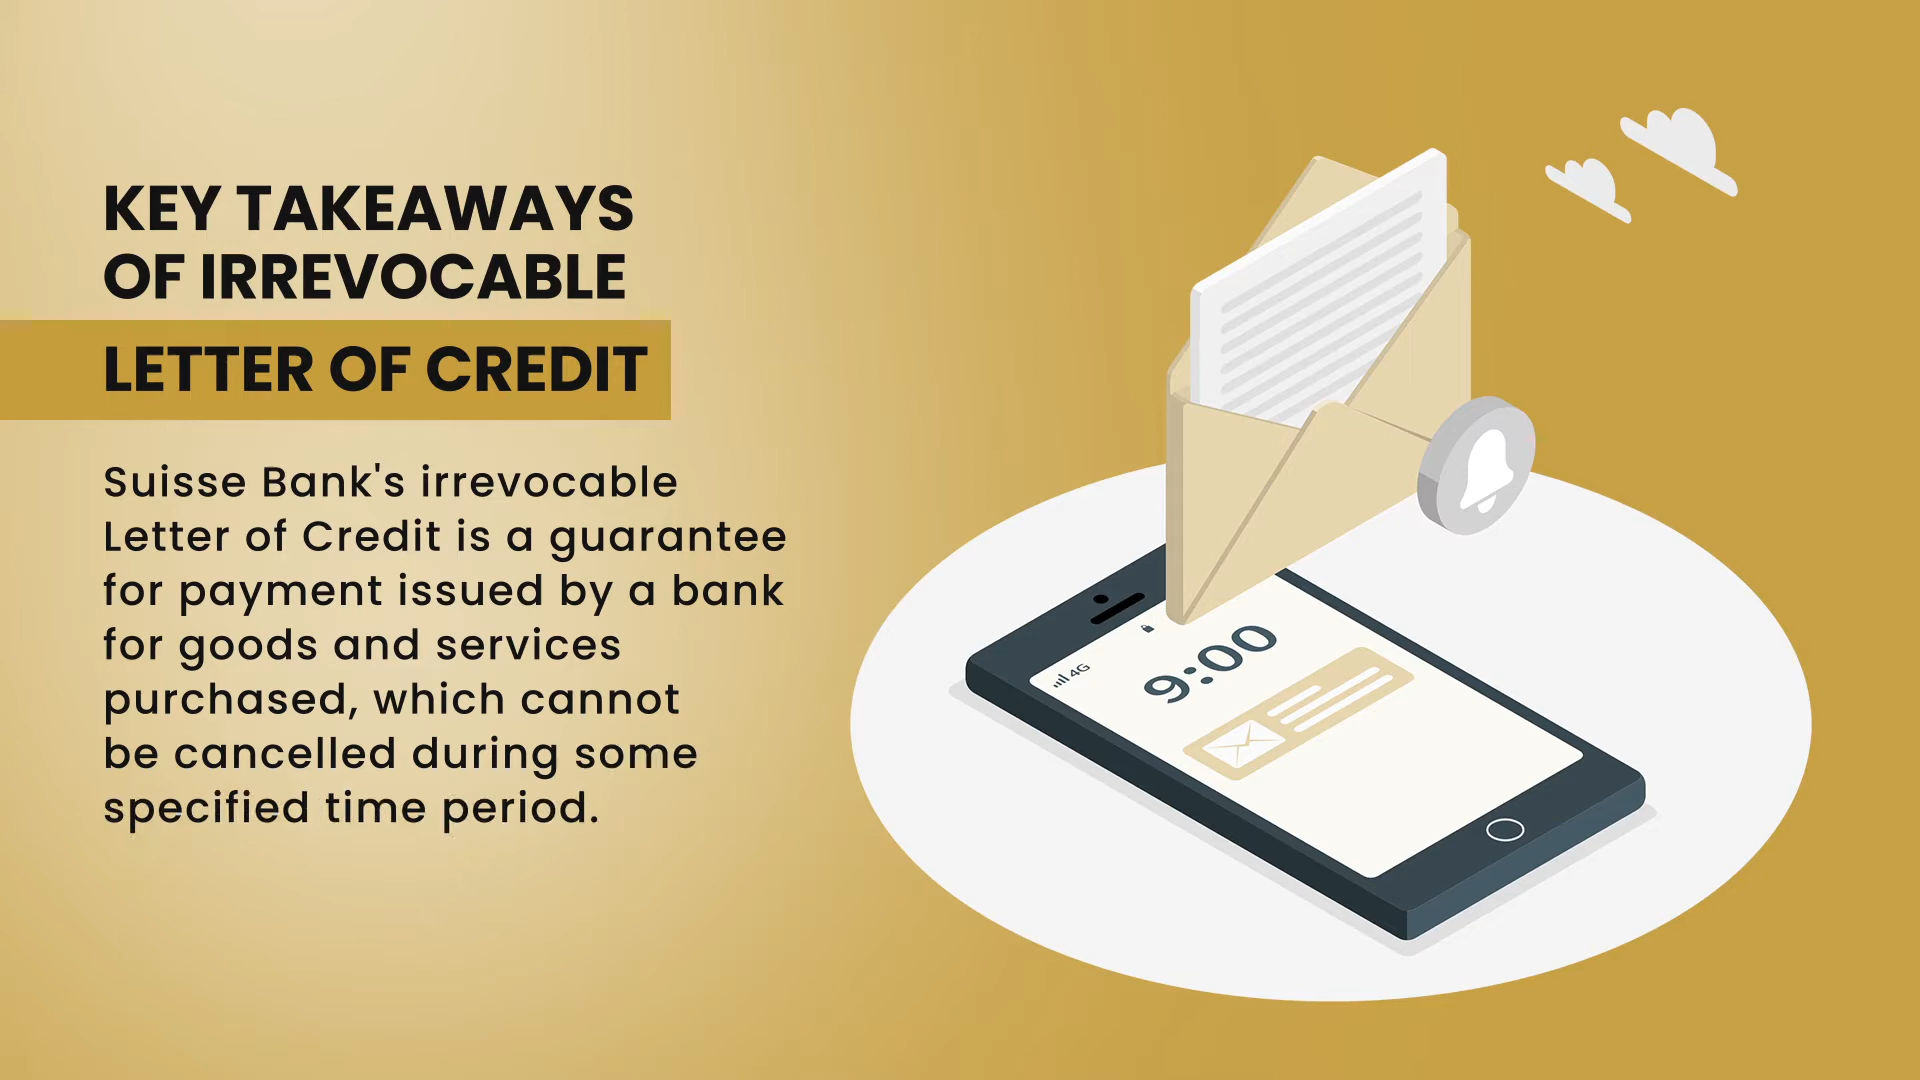 KEY TAKEAWAYS
OF IRREVOCABLE
LETTER OF CREDIT
Suisse Bank's irrevocable
Letter of Credit is a guarantee
for payment issued by a bank
for goods and services
purchased, which cannot
be cancelled during some
specified time period.
4G
9:00